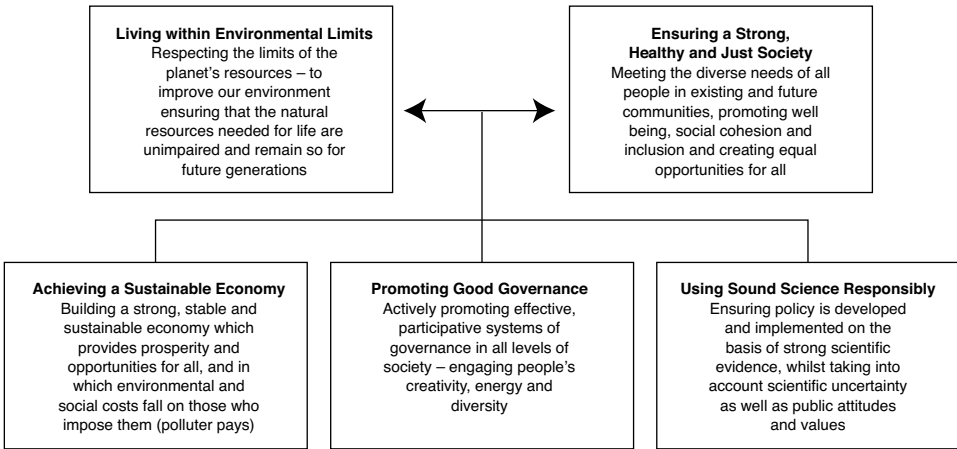 Living within Environmental Limits
Respecting the limits of the
planet's resources – to
improve our environment
ensuring that the natural
resources needed for life are
unimpaired and remain so for
future generations
Ensuring a Strong,
Healthy and Just Society
Meeting the diverse needs of all
people in existing and future
communities, promoting well
being, social cohesion and
inclusion and creating equal
opportunities for all
Achieving a Sustainable Economy
Building a strong, stable and
sustainable economy which
provides prosperity and
opportunities for all, and in
which environmental and
social costs fall on those who
impose them (polluter pays)
Promoting Good Governance
Actively promoting effective,
participative systems of
governance in all levels of
society – engaging people's
creativity, energy and
diversity
Using Sound Science Responsibly
Ensuring policy is developed
and implemented on the
basis of strong scientific
evidence, whilst taking into
account scientific uncertainty
as well as public attitudes
and values